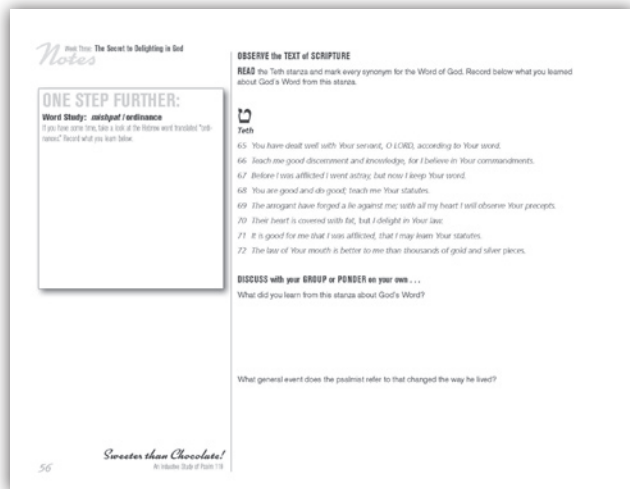 Notes
Week Three: The Secret to Delighting in God
ONE STEP FURTHER:
Word Study: mishpat / ordinance
If you have some time, take a look at the Hebrew word translated "ordi-
nances." Record what you learn below.
OBSERVE the TEXT of SCRIPTURE
READ the Teth stanza and mark every synonym for the Word of God. Record below what you learned
about God's Word from this stanza.
ט
Teth
65 You have dealt well with Your servant, O LORD, according to Your word.
66 Teach me good discernment and knowledge, for I believe in Your commandments.
67 Before I was afflicted I went astray, but now I keep Your word.
68 You are good and do good; teach me Your statutes.
69 The arrogant have forged a lie against me; with all my heart I will observe Your precepts.
70 Their heart is covered with fat, but I delight in Your law.
71 It is good for me that I was afflicted, that I may learn Your statutes.
72 The law of Your mouth is better to me than thousands of gold and silver pieces.
DISCUSS with your GROUP or PONDER on your own . . .
What did you learn from this stanza about God's Word?
What general event does the psalmist refer to that changed the way he lived?
Sweeter than Chocolate!
An Inductive Study of Psalm 119
56